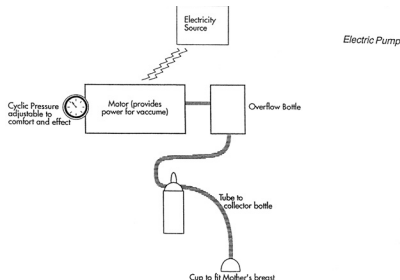 Electricity
Source
Electric Pump
Cyclic Pressure
adjustable to
comfort and effect
Motor (provides
power for vaccume)
Overflow Bottle
Tube to
collector bottle
Cup to fit Mother's breast